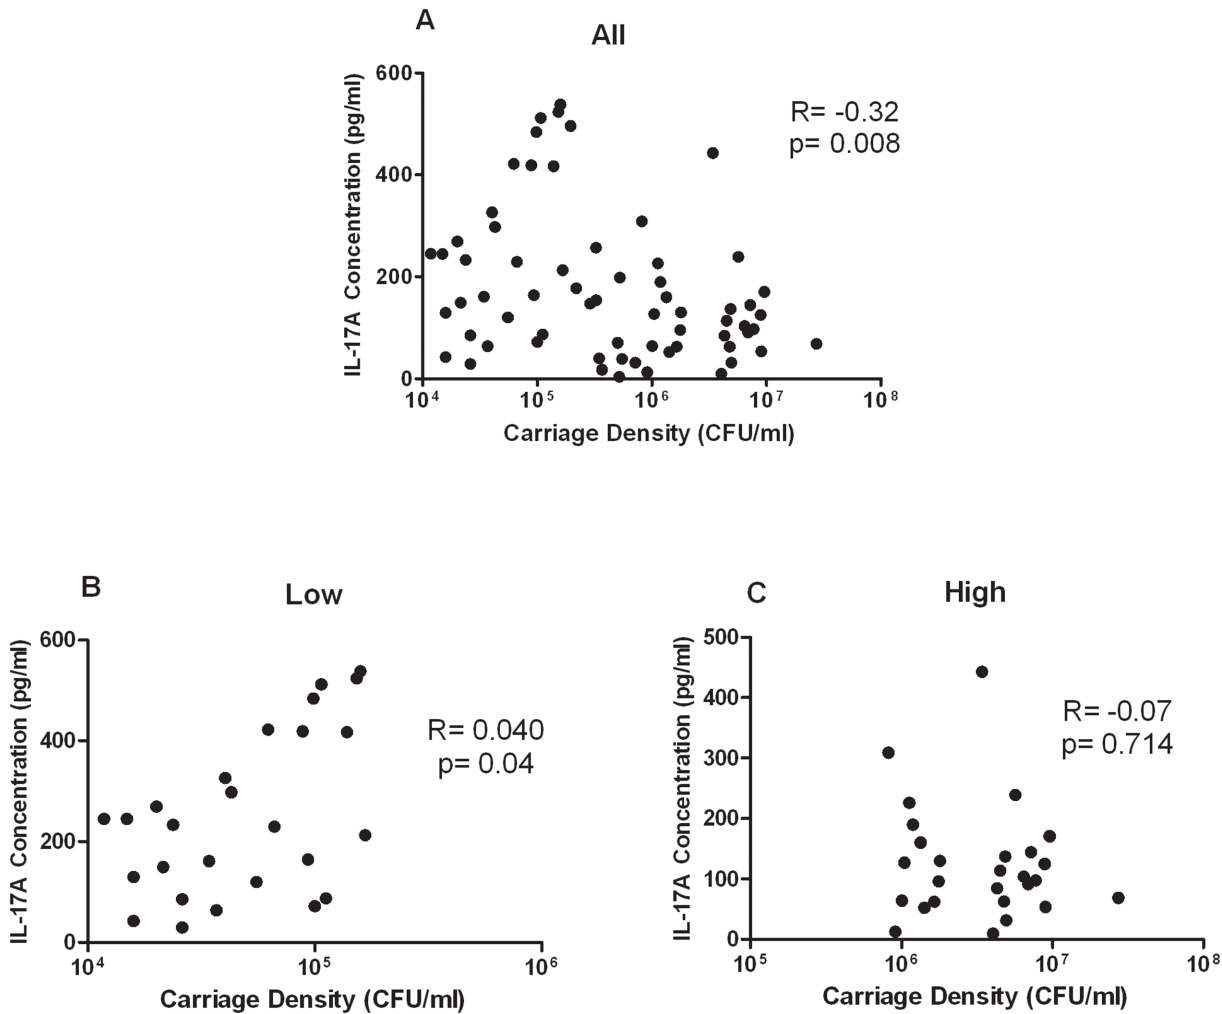 A
All
600
400
200
0
IL-17A Concentration (pg/ml)
R= -0.32
p= 0.008
10⁴ 10⁵ 10⁶ 10⁷ 10⁸
Carriage Density (CFU/ml)
B
Low
600
400
200
0
IL-17A Concentration (pg/ml)
R= 0.040
p= 0.04
10⁴ 10⁵ 10⁶
Carriage Density (CFU/ml)
C
High
500
400
300
200
100
0
IL-17A Concentration (pg/ml)
R= -0.07
p= 0.714
10⁵ 10⁶ 10⁷ 10⁸
Carriage Density (CFU/ml)